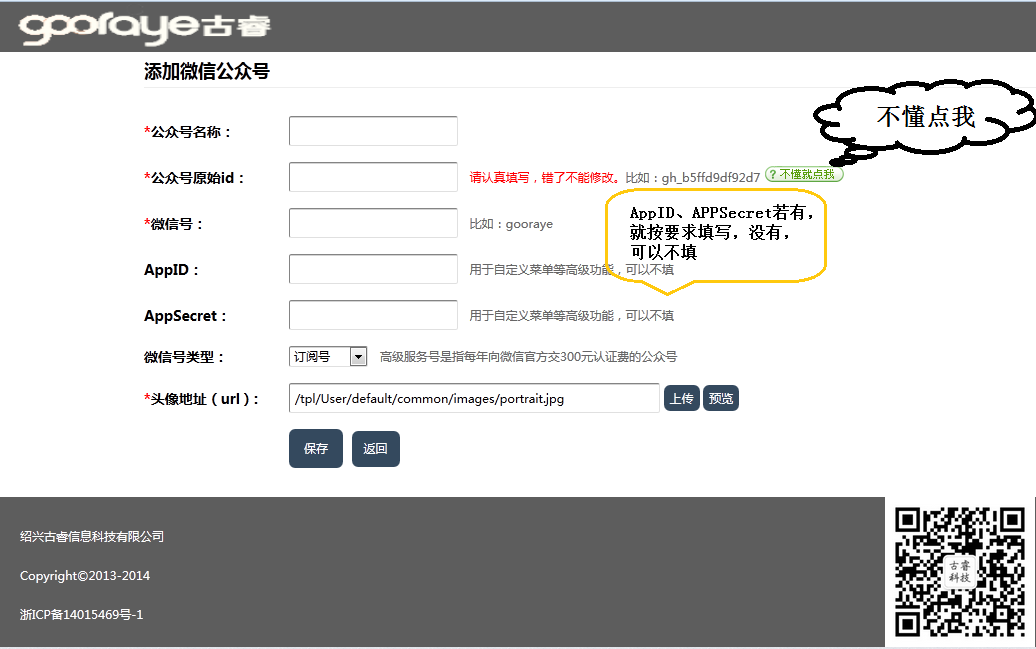 gooraye古睿
添加微信公众号
不懂点我
*公众号名称：
*公众号原始id：
请认真填写，错了不能修改。比如：gh_b5ffd9df92d7
? 不懂就点我
*微信号：
比如：gooraye
AppID、APPSecret若有，
就按要求填写，没有，
可以不填
AppID：
用于自定义菜单等高级功能，可以不填
AppSecret：
用于自定义菜单等高级功能，可以不填
微信号类型：
订阅号
高级服务号是指每年向微信官方交300元认证费的公众号
*头像地址（url）：
/tpl/User/default/common/images/portrait.jpg
上传
预览
保存
返回
绍兴古睿信息科技有限公司
Copyright©2013-2014
浙ICP备14015469号-1
古睿
科技